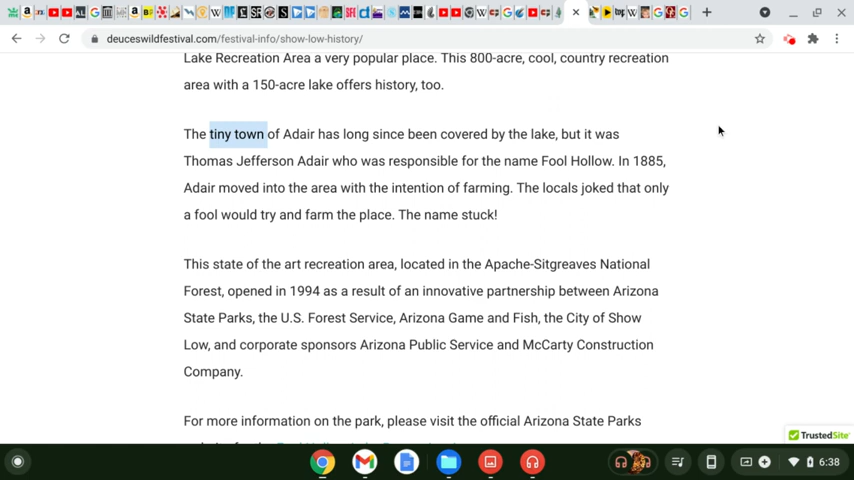 deuceswildfestival.com/festival-info/show-low-history/
Lake Recreation Area a very popular place. This 800-acre, cool, country recreation
area with a 150-acre lake offers history, too.
The tiny town of Adair has long since been covered by the lake, but it was
Thomas Jefferson Adair who was responsible for the name Fool Hollow. In 1885,
Adair moved into the area with the intention of farming. The locals joked that only
a fool would try and farm the place. The name stuck!
This state of the art recreation area, located in the Apache-Sitgreaves National
Forest, opened in 1994 as a result of an innovative partnership between Arizona
State Parks, the U.S. Forest Service, Arizona Game and Fish, the City of Show
Low, and corporate sponsors Arizona Public Service and McCarty Construction
Company.
For more information on the park, please visit the official Arizona State Parks
TrustedSite
6:38